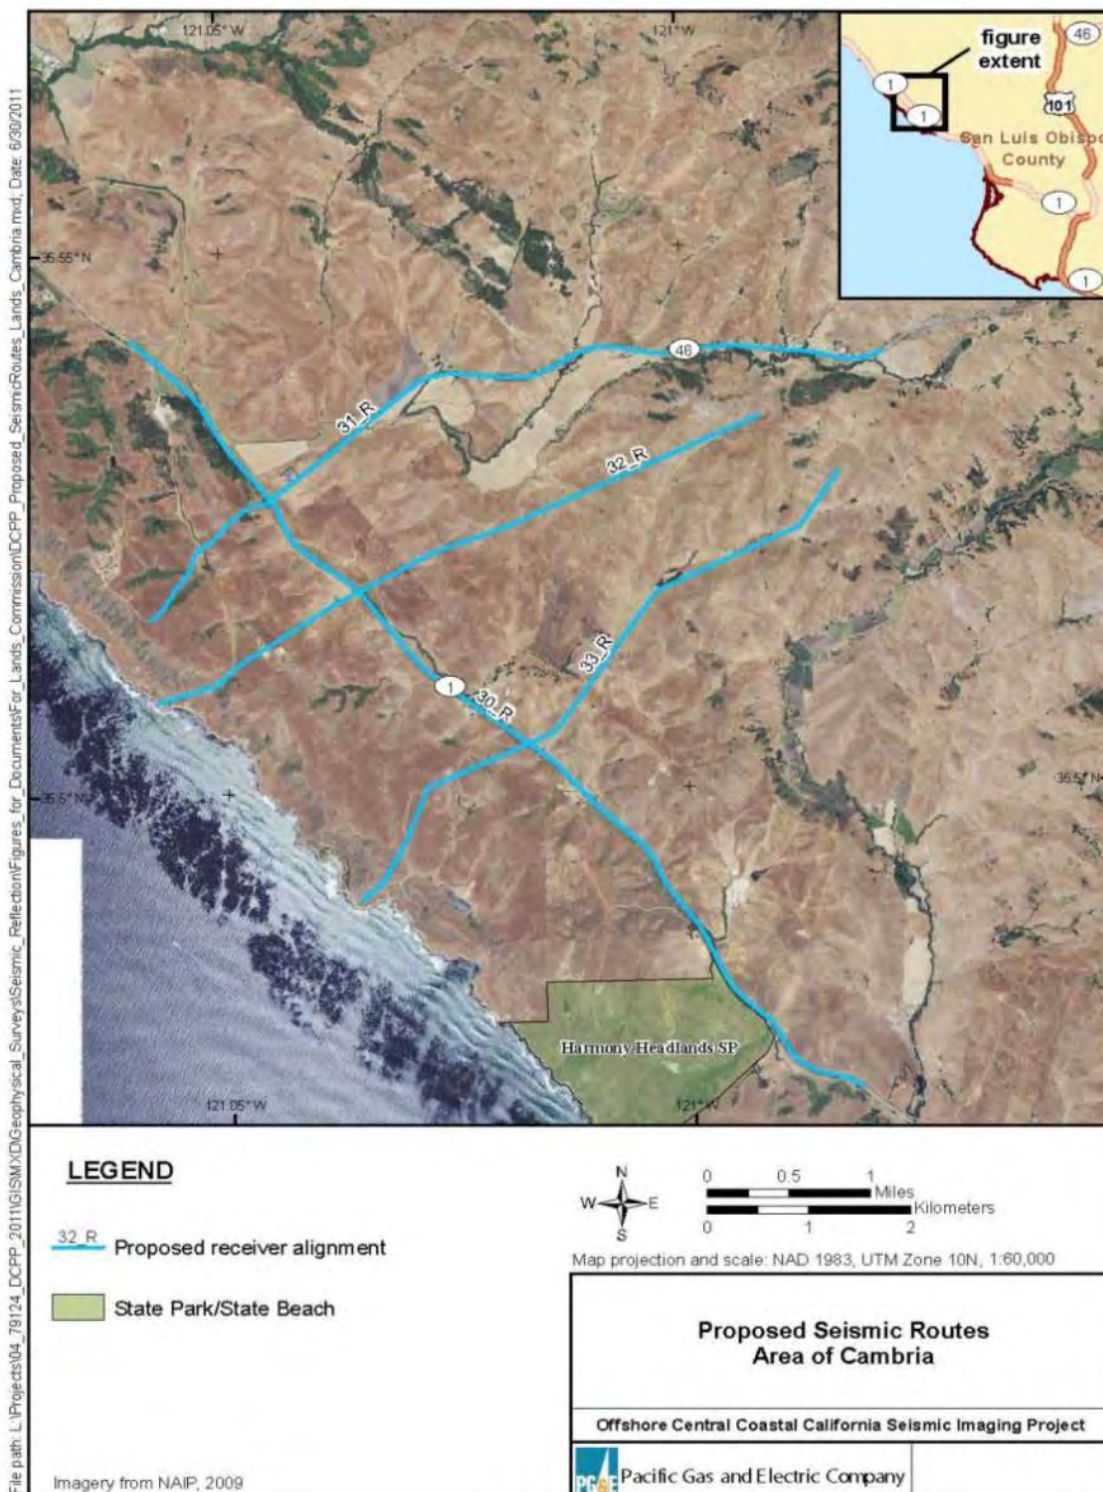 File path: L:\Projects\04_79124_DCPP_2011\GIS\MXD\Geophysical_Surveys\Seismic_Reflection\Figures_for_Documents\For_Lands_Commission\DCPP_Proposed_SeismicRoutes_Lands_Cambria.mxd; Date: 6/30/2011
121.05° W
121° W
figure
extent
46
1
1
101
San Luis Obispo
County
1
1
35.55° N
46
31_R
32_R
33_R
1
30_R
35.5° N
35.5° N
Harmony Headlands SP
121.05° W
121° W
LEGEND
32_R Proposed receiver alignment
State Park/State Beach
Imagery from NAIP, 2009
N
W E
S
0 0.5 1
Miles
Kilometers
0 1 2
Map projection and scale: NAD 1983, UTM Zone 10N, 1:60,000
Proposed Seismic Routes
Area of Cambria
Offshore Central Coastal California Seismic Imaging Project
PG&E Pacific Gas and Electric Company